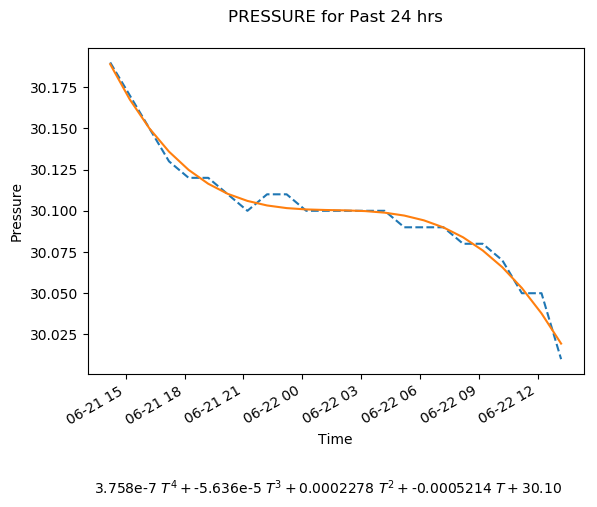 PRESSURE for Past 24 hrs
30.175
30.150
30.125
30.100
30.075
30.050
30.025
Pressure
06-21 15 06-21 18 06-21 21 06-22 00 06-22 03 06-22 06 06-22 09 06-22 12
Time
3.758e-7 T⁴ + -5.636e-5 T³ + 0.0002278 T² + -0.0005214 T + 30.10